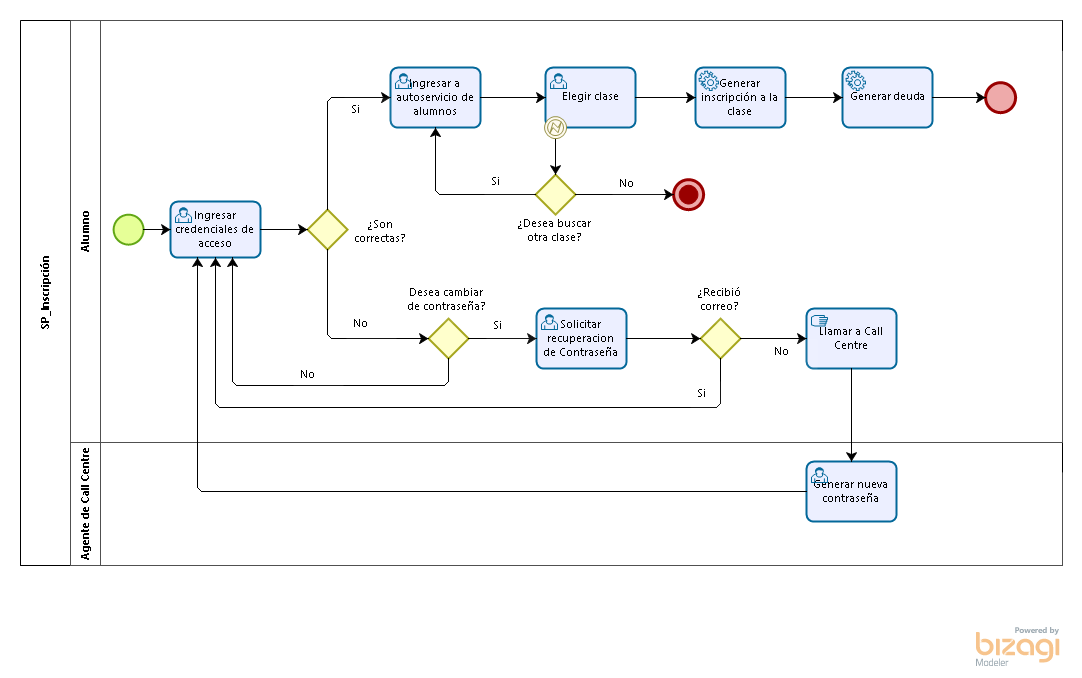 SP_Inscripción
Alumno
Ingresar a
autoservicio de
alumnos
Elegir clase
Generar
inscripción a la
clase
Generar deuda
Si
Si
No
¿Desea buscar
otra clase?
Ingresar
credenciales de
acceso
¿Son
correctas?
No
Desea cambiar
de contraseña?
Si
Solicitar
recuperacion
de Contraseña
¿Recibió
correo?
No
Llamar a Call
Centre
No
Si
Agente de Call Centre
Generar nueva
contraseña
Powered by
bizagi
Modeler